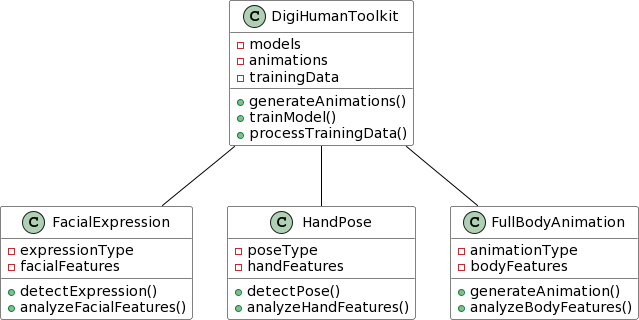 C DigiHumanToolkit
models
animations
trainingData
generateAnimations()
trainModel()
processTrainingData()
C FacialExpression
expressionType
facialFeatures
detectExpression()
analyzeFacialFeatures()
C HandPose
poseType
handFeatures
detectPose()
analyzeHandFeatures()
C FullBodyAnimation
animationType
bodyFeatures
generateAnimation()
analyzeBodyFeatures()